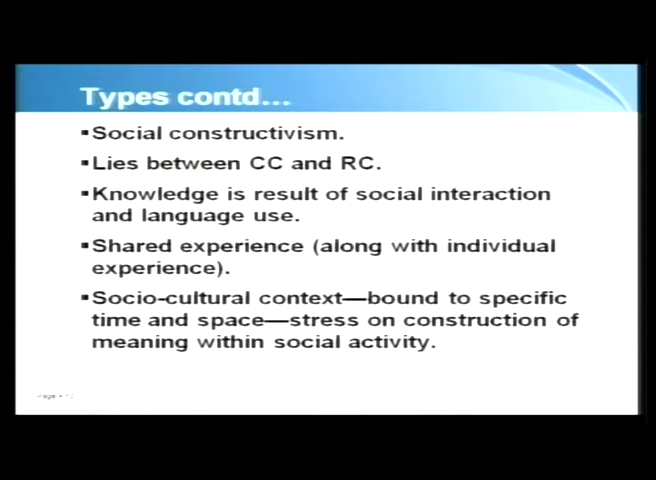 Types contd...
▪Social constructivism.
▪Lies between CC and RC.
▪Knowledge is result of social interaction
and language use.
▪Shared experience (along with individual
experience).
▪Socio-cultural context—bound to specific
time and space—stress on construction of
meaning within social activity.